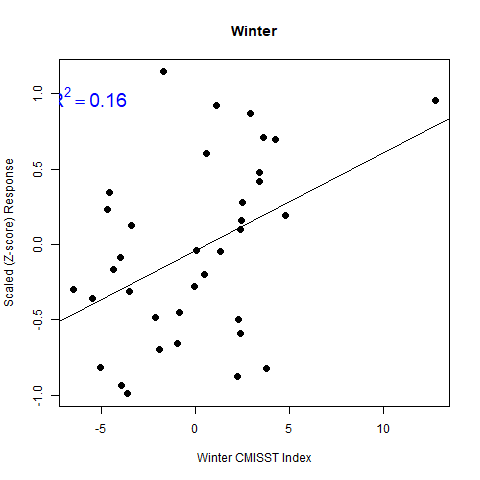 Winter
R² = 0.16
Scaled (Z-score) Response
1.0
0.5
0.0
-0.5
-1.0
-5 0 5 10
Winter CMISST Index